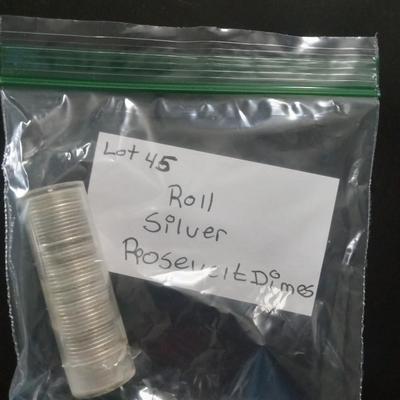 Lot 45
Roll
Silver
Roosevelt Dimes